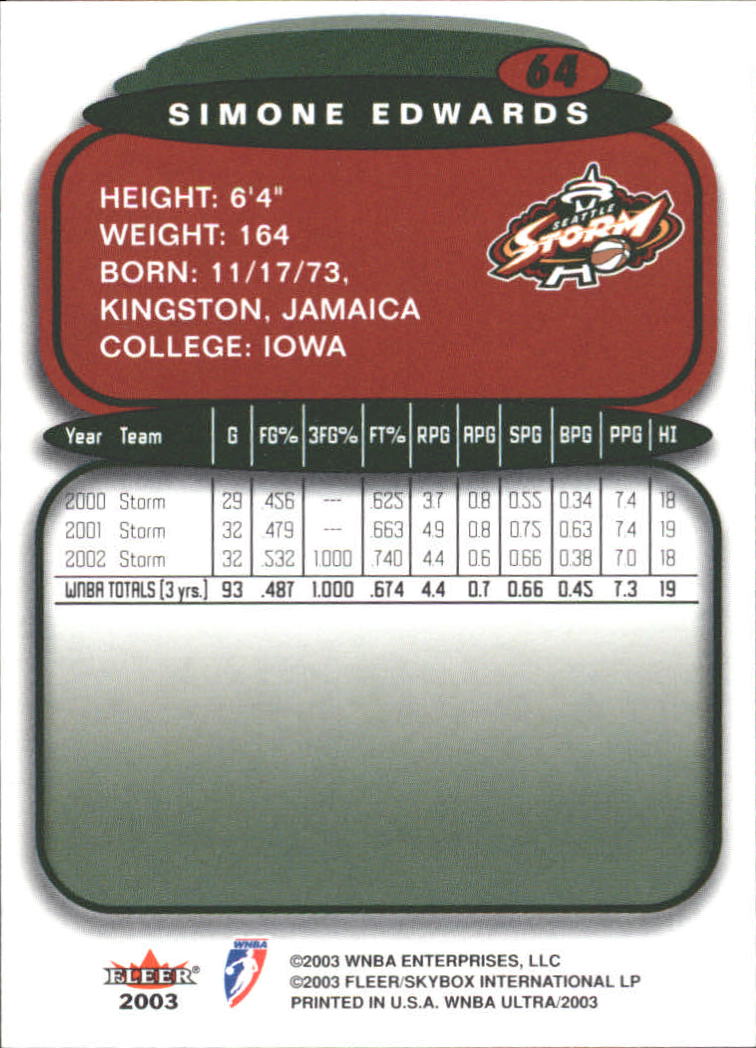 64
SIMONE EDWARDS
HEIGHT: 6'4"
WEIGHT: 164
BORN: 11/17/73,
KINGSTON, JAMAICA
COLLEGE: IOWA
SEATTLE
STORM
Year Team G FG% 3FG% FT% RPG APG SPG BPG PPG HI
2000 Storm 29 .456 --- .625 3.7 0.8 0.55 0.34 7.4 18
2001 Storm 32 .479 --- .663 4.9 0.8 0.75 0.63 7.4 19
2002 Storm 32 .532 1.000 .740 4.4 0.6 0.66 0.38 7.0 18
WNBA TOTALS (3 yrs.) 93 .487 1.000 .674 4.4 0.7 0.66 0.45 7.3 19
FLEER®
2003
WNBA
©2003 WNBA ENTERPRISES, LLC
©2003 FLEER/SKYBOX INTERNATIONAL LP
PRINTED IN U.S.A. WNBA ULTRA/2003